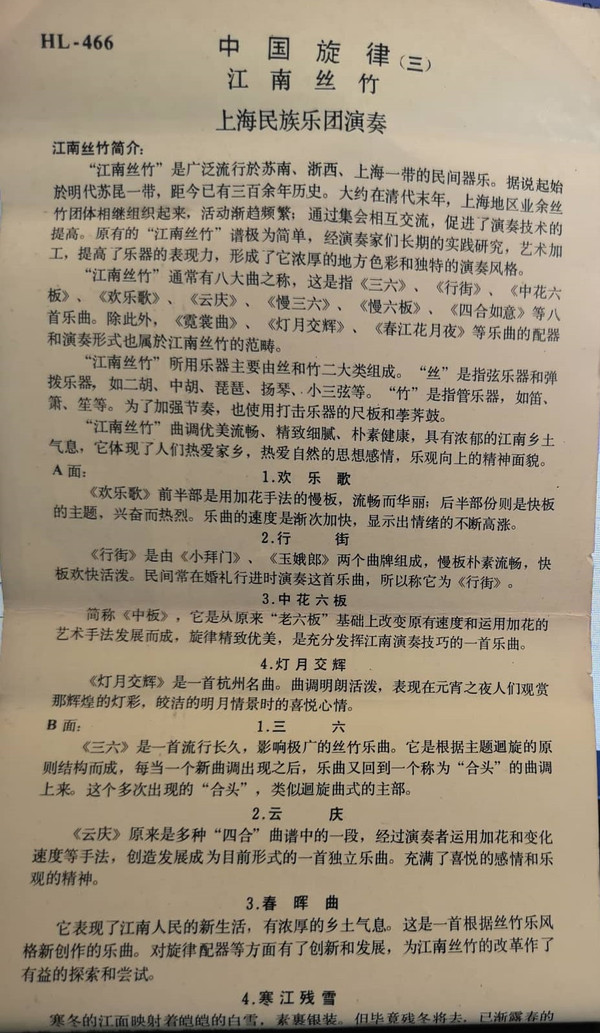 HL-466
中国旋律(三)
江南丝竹
上海民族乐团演奏
江南丝竹简介：
“江南丝竹”是广泛流行於苏南、浙西、上海一带的民间器乐。据说起始
於明代苏昆一带，距今已有三百余年历史。大约在清代末年，上海地区业余丝
竹团体相继组织起来，活动渐趋频繁；通过集会相互交流，促进了演奏技术的
提高。原有的“江南丝竹”谱极为简单，经演奏家们长期的实践研究，艺术加
工，提高了乐器的表现力，形成了它浓厚的地方色彩和独特的演奏风格。
“江南丝竹”通常有八大曲之称，这是指《三六》、《行街》、《中花六
板》、《欢乐歌》、《云庆》、《慢三六》、《慢六板》、《四合如意》等八
首乐曲。除此外，《霓裳曲》、《灯月交辉》、《春江花月夜》等乐曲的配器
和演奏形式也属於江南丝竹的范畴。
“江南丝竹”所用乐器主要由丝和竹二大类组成。“丝”是指弦乐器和弹
拨乐器，如二胡、中胡、琵琶、扬琴、小三弦等。“竹”是指管乐器，如笛、
箫、笙等。为了加强节奏，也使用打击乐器的尺板和荸荠鼓。
“江南丝竹”曲调优美流畅、精致细腻、朴素健康，具有浓郁的江南乡土
气息，它体现了人们热爱家乡，热爱自然的思想感情，乐观向上的精神面貌。
A面：
1.欢乐歌
《欢乐歌》前半部是用加花手法的慢板，流畅而华丽；后半部份则是快板
的主题，兴奋而热烈。乐曲的速度是渐次加快，显示出情绪的不断高涨。
2.行街
《行街》是由《小拜门》、《玉娥郎》两个曲牌组成，慢板朴素流畅，快
板欢快活泼。民间常在婚礼行进时演奏这首乐曲，所以称它为《行街》。
3.中花六板
简称《中板》，它是从原来“老六板”基础上改变原有速度和运用加花的
艺术手法发展而成，旋律精致优美，是充分发挥江南演奏技巧的一首乐曲。
4.灯月交辉
《灯月交辉》是一首杭州名曲。曲调明朗活泼，表现在元宵之夜人们观赏
那辉煌的灯彩，皎洁的明月情景时的喜悦心情。
B面：
1.三六
《三六》是一首流行长久，影响极广的丝竹乐曲。它是根据主题迴旋的原
则结构而成，每当一个新曲调出现之后，乐曲又回到一个称为“合头”的曲调
上来。这个多次出现的“合头”，类似迴旋曲式的主部。
2.云庆
《云庆》原来是多种“四合”曲谱中的一段，经过演奏者运用加花和变化
速度等手法，创造发展成为目前形式的一首独立乐曲。充满了喜悦的感情和乐
观的精神。
3.春晖曲
它表现了江南人民的新生活，有浓厚的乡土气息。这是一首根据丝竹乐风
格新创作的乐曲。对旋律配器等方面有了创新和发展，为江南丝竹的改革作了
有益的探索和尝试。
4.寒江残雪
寒冬的江面映射着皑皑的白雪，素裹银装。但毕竟残冬将去，已渐露春的